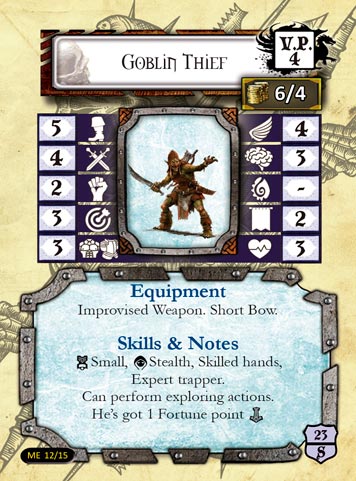 Goblin Thief
V.P.
4
6/4
5 4
4 3
2 -
3 2
3 3
Equipment
Improvised Weapon. Short Bow.
Skills & Notes
Small, Stealth, Skilled hands,
Expert trapper.
Can perform exploring actions.
He's got 1 Fortune point
ME 12/15
23
S